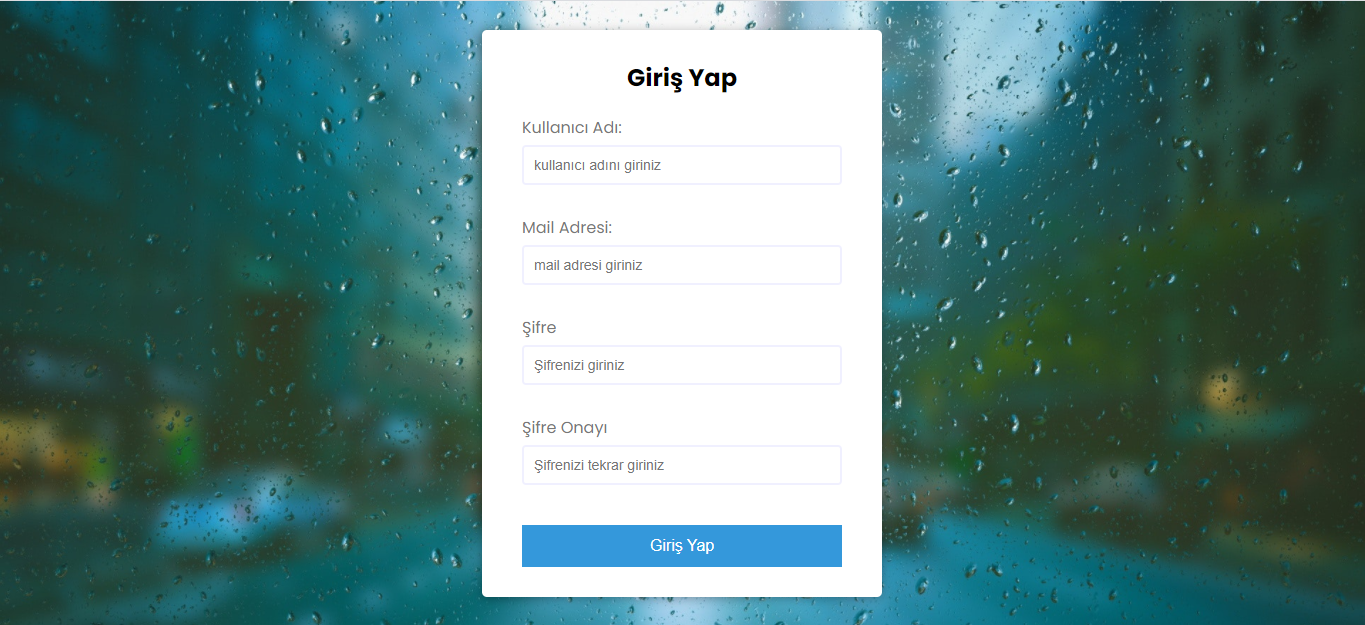 Giriş Yap
Kullanıcı Adı:
kullanıcı adını giriniz
Mail Adresi:
mail adresi giriniz
Şifre
Şifrenizi giriniz
Şifre Onayı
Şifrenizi tekrar giriniz
Giriş Yap